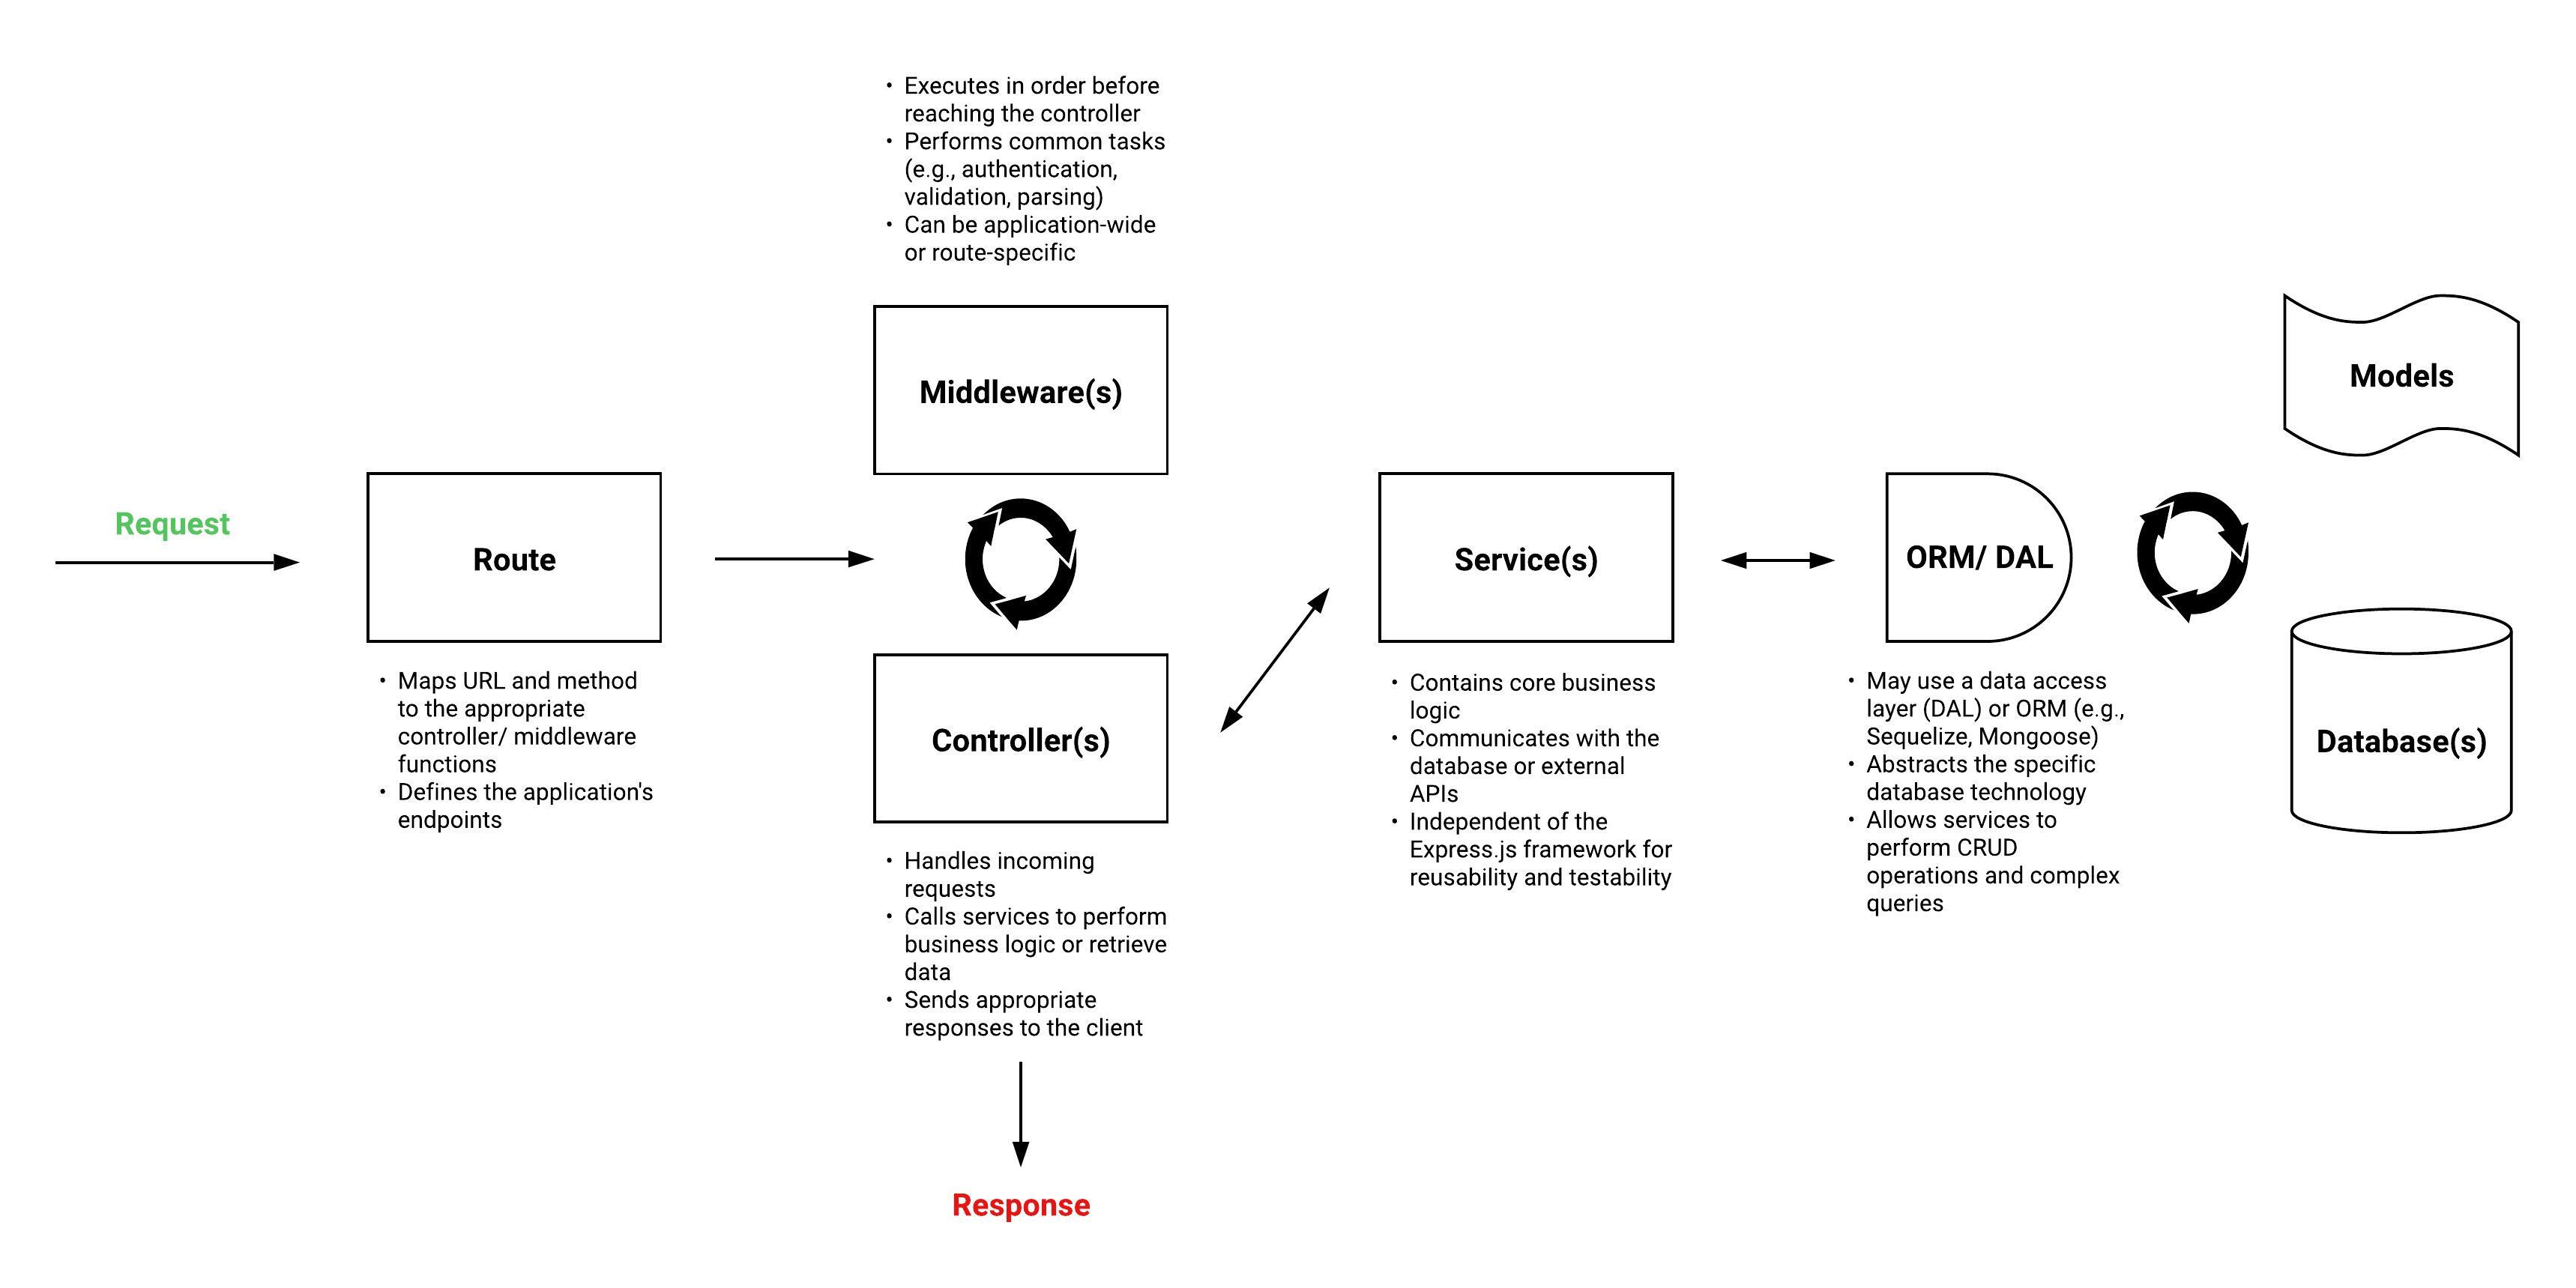 • Executes in order before
reaching the controller
• Performs common tasks
(e.g., authentication,
validation, parsing)
• Can be application-wide
or route-specific
Middleware(s)
Models
Request
Route
Service(s)
ORM/ DAL
• Maps URL and method
to the appropriate
controller/ middleware
functions
• Defines the application's
endpoints
Controller(s)
• Handles incoming
requests
• Calls services to perform
business logic or retrieve
data
• Sends appropriate
responses to the client
• Contains core business
logic
• Communicates with the
database or external
APIs
• Independent of the
Express.js framework for
reusability and testability
• May use a data access
layer (DAL) or ORM (e.g.,
Sequelize, Mongoose)
• Abstracts the specific
database technology
• Allows services to
perform CRUD
operations and complex
queries
Database(s)
Response